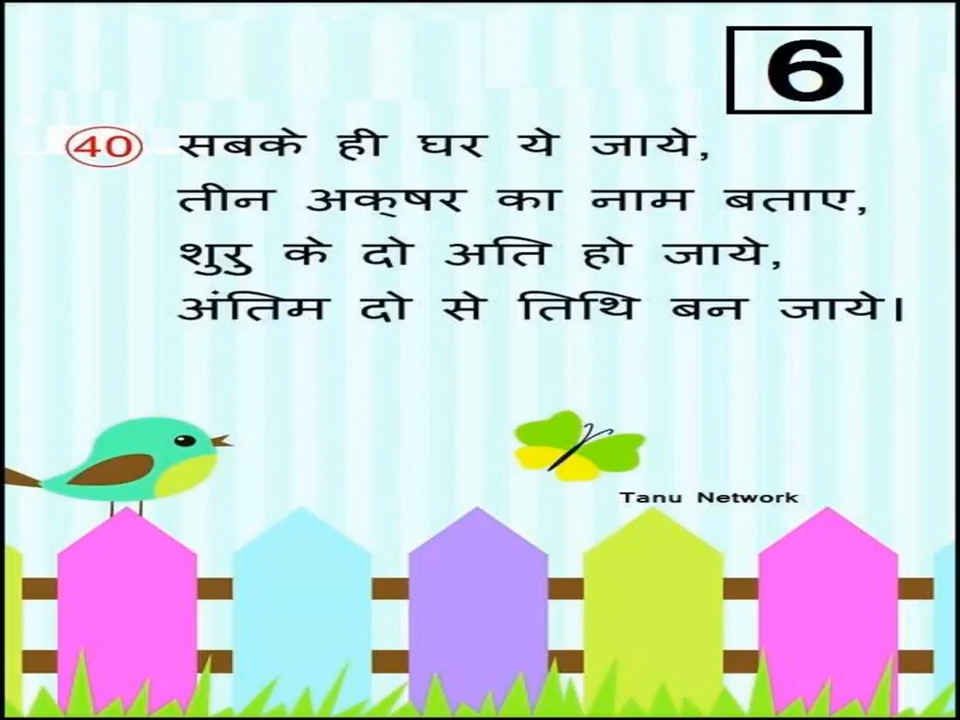 6
40 सबके ही घर ये जाये,
तीन अक्षर का नाम बताए,
शुरु के दो अति हो जाये,
अंतिम दो से तिथि बन जाये।
Tanu Network